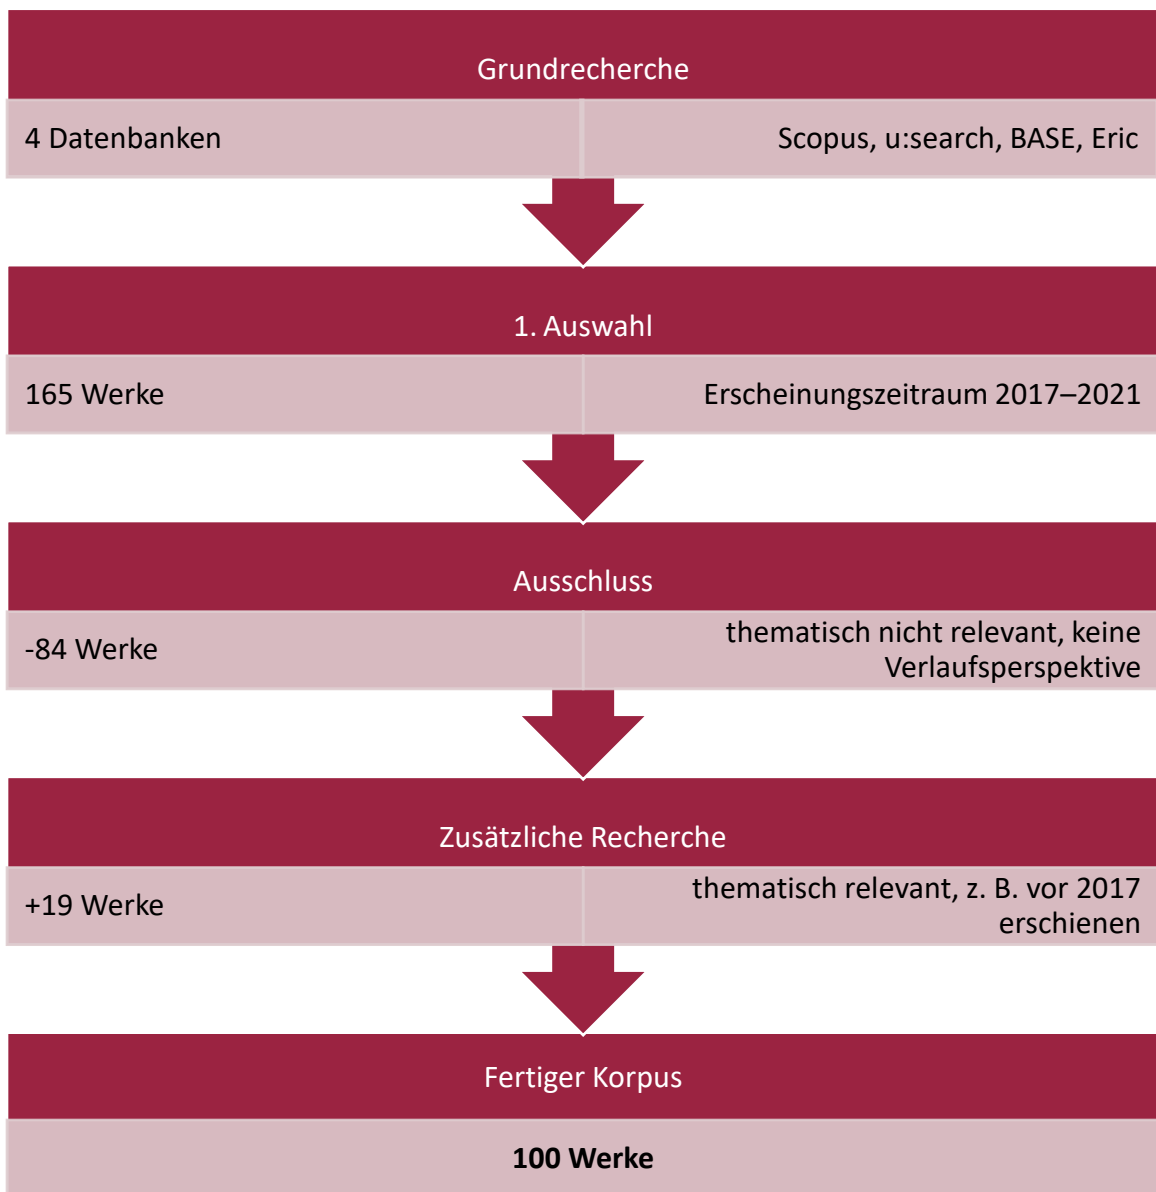 Grundrecherche
4 Datenbanken
Scopus, u:search, BASE, Eric
1. Auswahl
165 Werke
Erscheinungszeitraum 2017–2021
Ausschluss
-84 Werke
thematisch nicht relevant, keine
Verlaufsperspektive
Zusätzliche Recherche
+19 Werke
thematisch relevant, z. B. vor 2017
erschienen
Fertiger Korpus
100 Werke